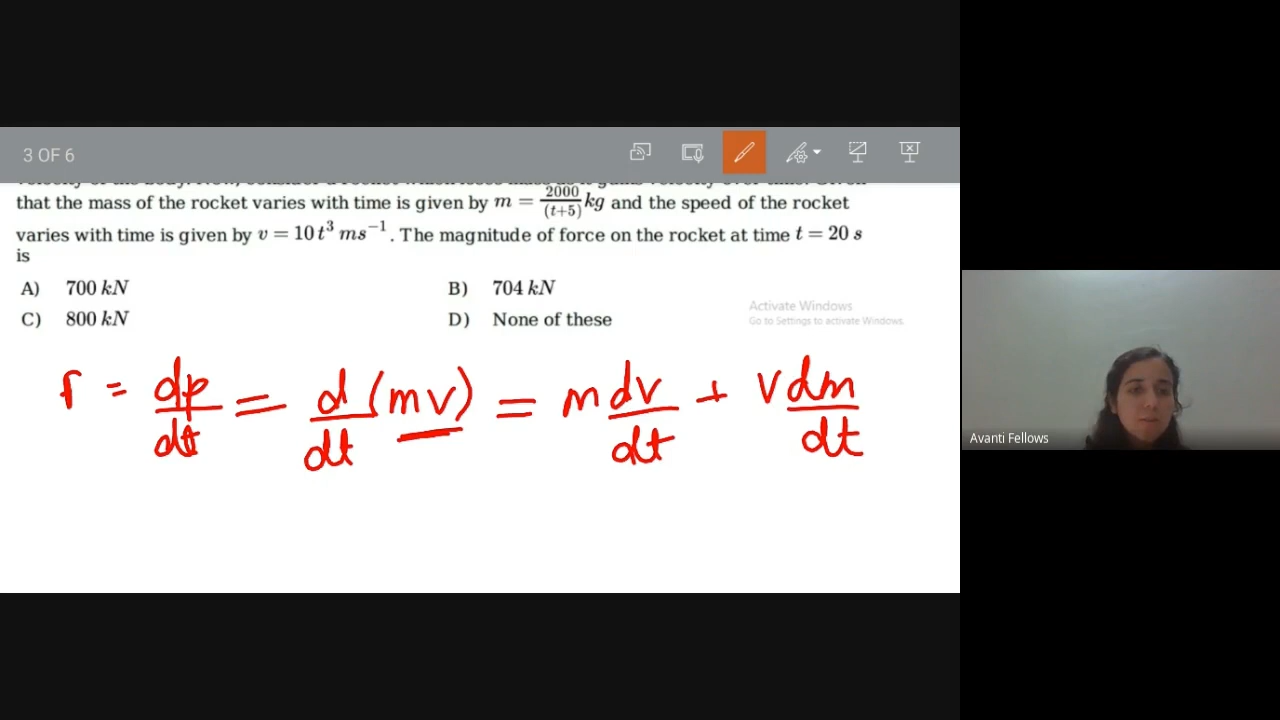 3 OF 6
that the mass of the rocket varies with time is given by m = 2000/(t+5) kg and the speed of the rocket
varies with time is given by v = 10 t³ ms⁻¹. The magnitude of force on the rocket at time t = 20 s
is
A) 700 kN
B) 704 kN
C) 800 kN
D) None of these
Activate Windows
Go to Settings to activate Windows.
F = dp/dt = d/dt (mv) = m dv/dt + v dm/dt
Avanti Fellows